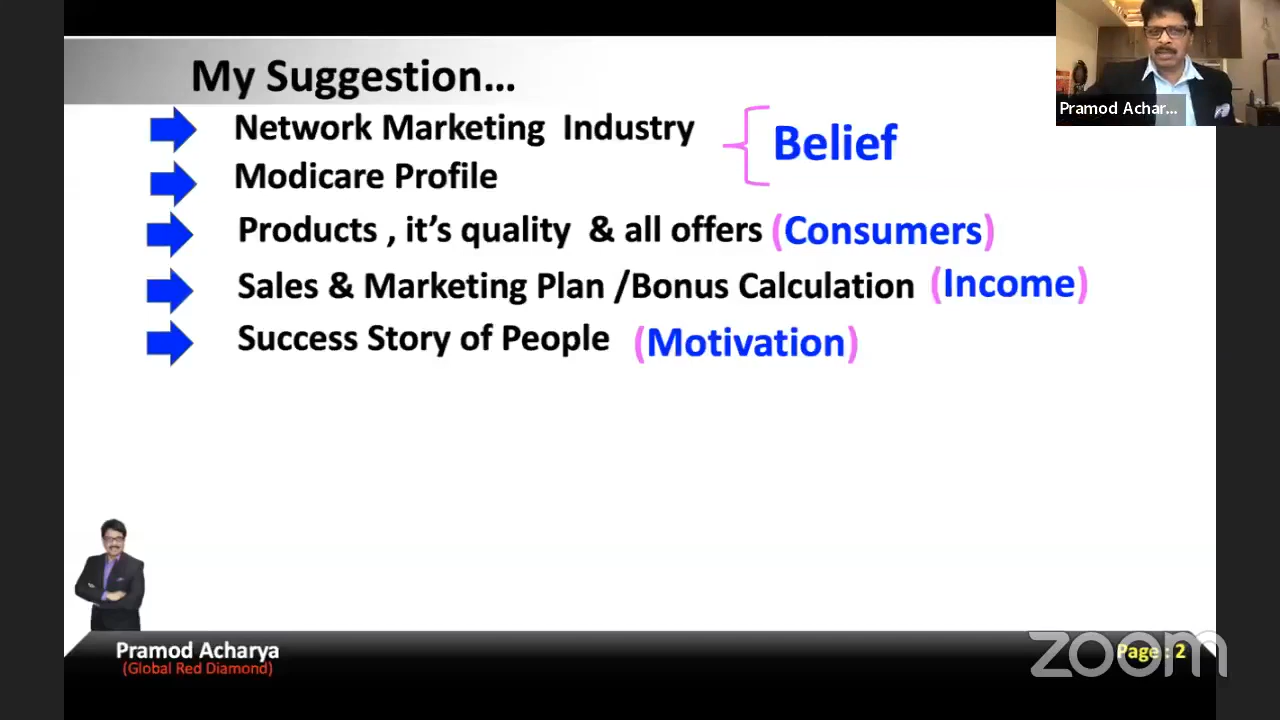 My Suggestion...
Network Marketing Industry
Belief
Modicare Profile
Products , it's quality & all offers (Consumers)
Sales & Marketing Plan /Bonus Calculation (Income)
Success Story of People (Motivation)
Pramod Achar...
Pramod Acharya
(Global Red Diamond)
Page : 2
zoom